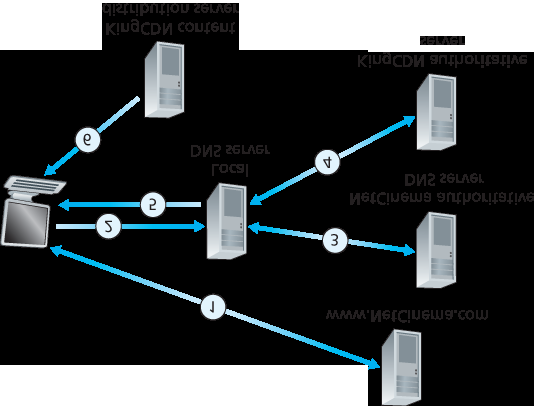 www.NetCinema.com
1
3
2
5
NetCinema authoritative
DNS server
Local
DNS server
4
6
KingCDN authoritative
server
KingCDN content
distribution server